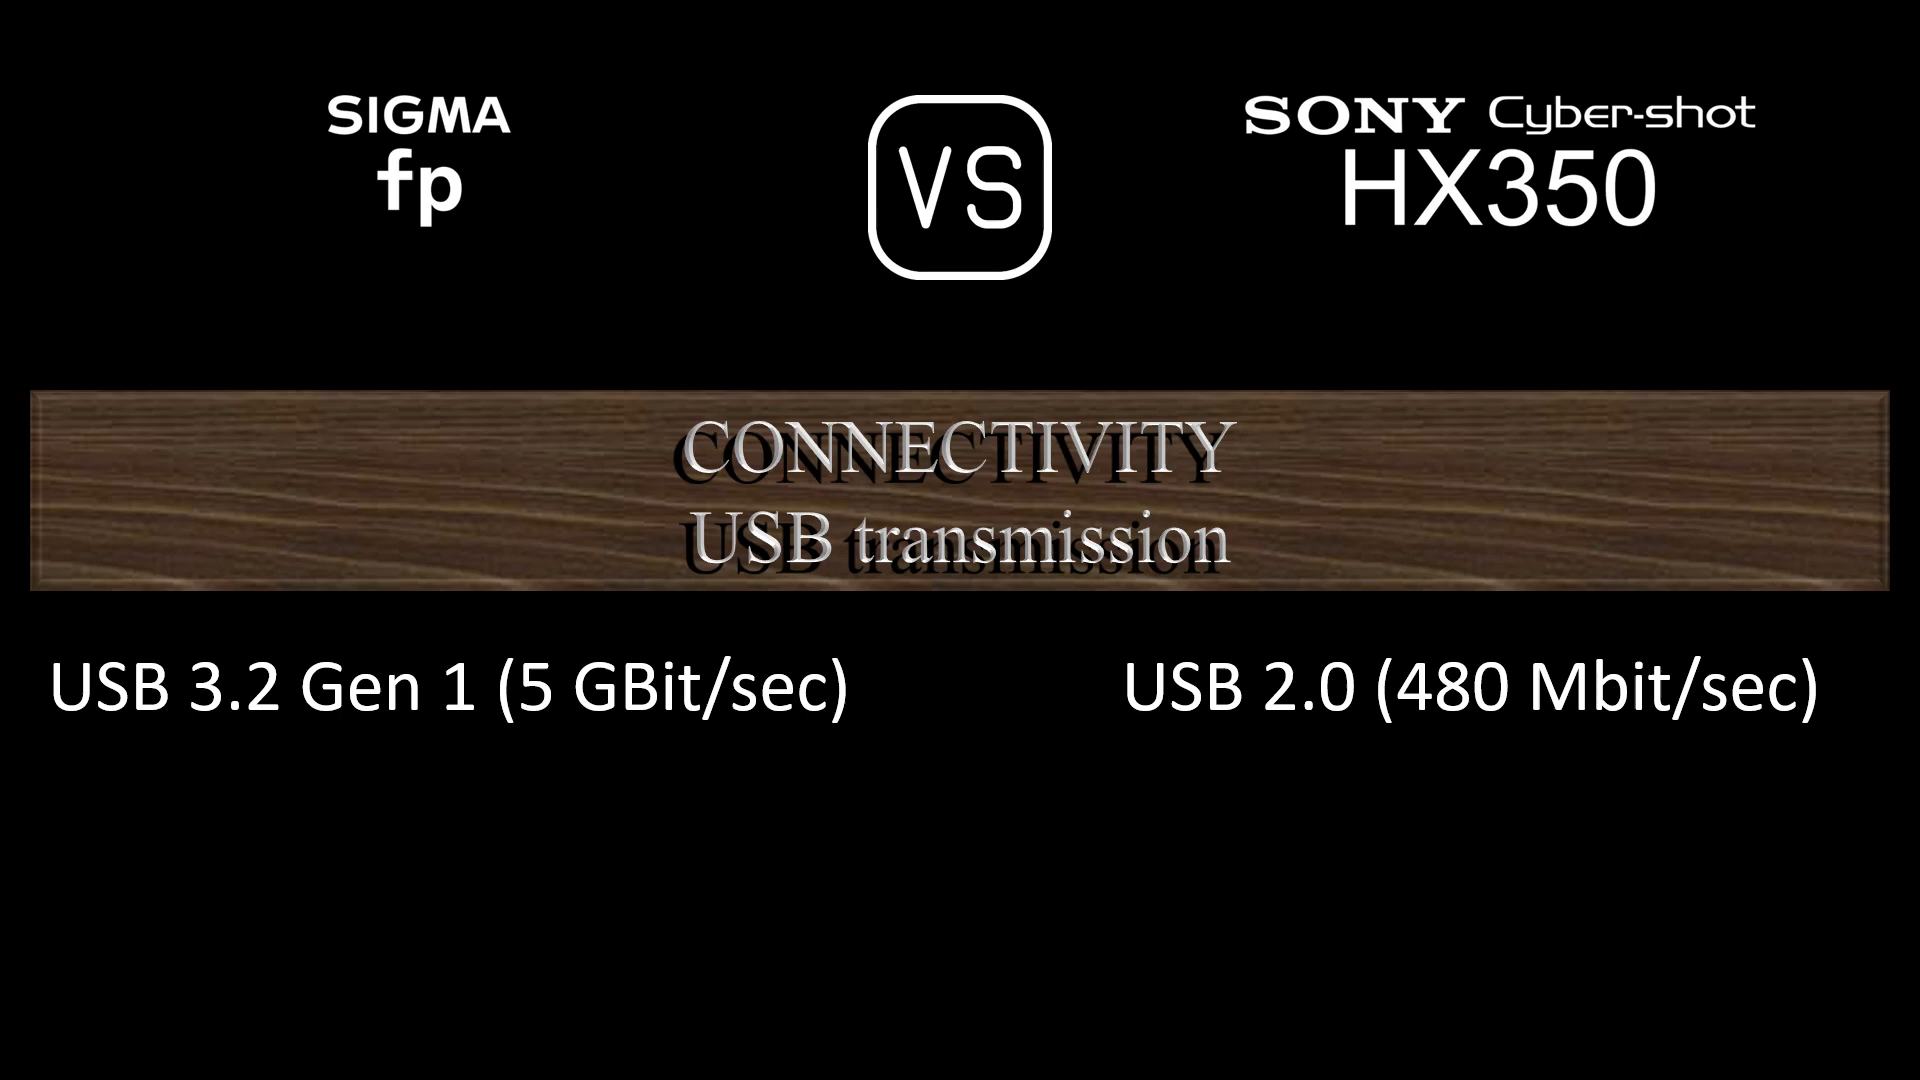 SIGMA
fp
VS
SONY Cyber-shot
HX350
CONNECTIVITY
USB transmission
USB 3.2 Gen 1 (5 GBit/sec)
USB 2.0 (480 Mbit/sec)